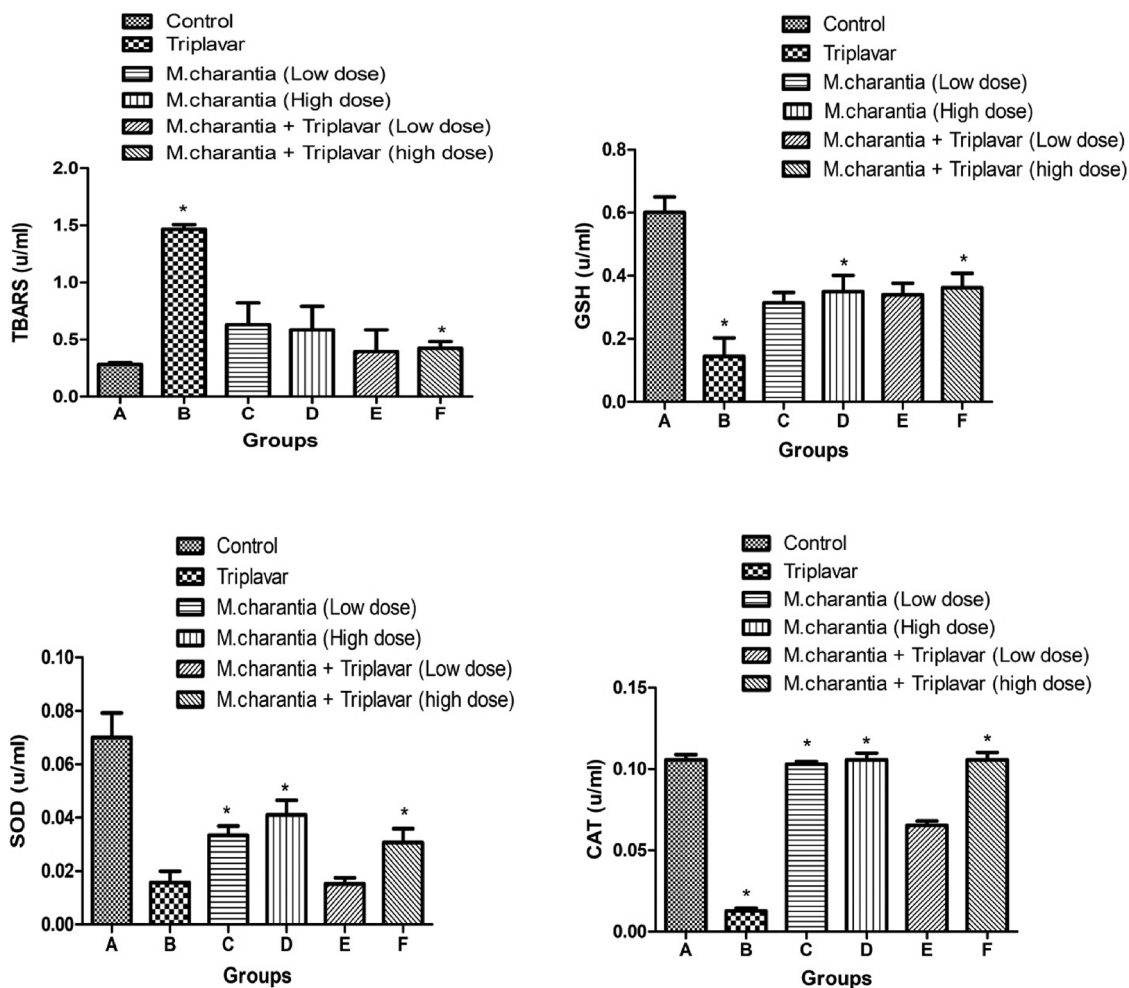 Control
Triplavar
M.charantia (Low dose)
M.charantia (High dose)
M.charantia + Triplavar (Low dose)
M.charantia + Triplavar (high dose)
TBARS (u/ml)
2.0
1.5
1.0
0.5
0.0
*
*
A B C D E F
Groups
Control
Triplavar
M.charantia (Low dose)
M.charantia (High dose)
M.charantia + Triplavar (Low dose)
M.charantia + Triplavar (high dose)
GSH (u/ml)
0.8
0.6
0.4
0.2
0.0
*
*
*
A B C D E F
Groups
Control
Triplavar
M.charantia (Low dose)
M.charantia (High dose)
M.charantia + Triplavar (Low dose)
M.charantia + Triplavar (high dose)
SOD (u/ml)
0.10
0.08
0.06
0.04
0.02
0.00
*
*
*
A B C D E F
Groups
Control
Triplavar
M.charantia (Low dose)
M.charantia (High dose)
M.charantia + Triplavar (Low dose)
M.charantia + Triplavar (high dose)
CAT (u/ml)
0.15
0.10
0.05
0.00
*
*
*
*
A B C D E F
Groups